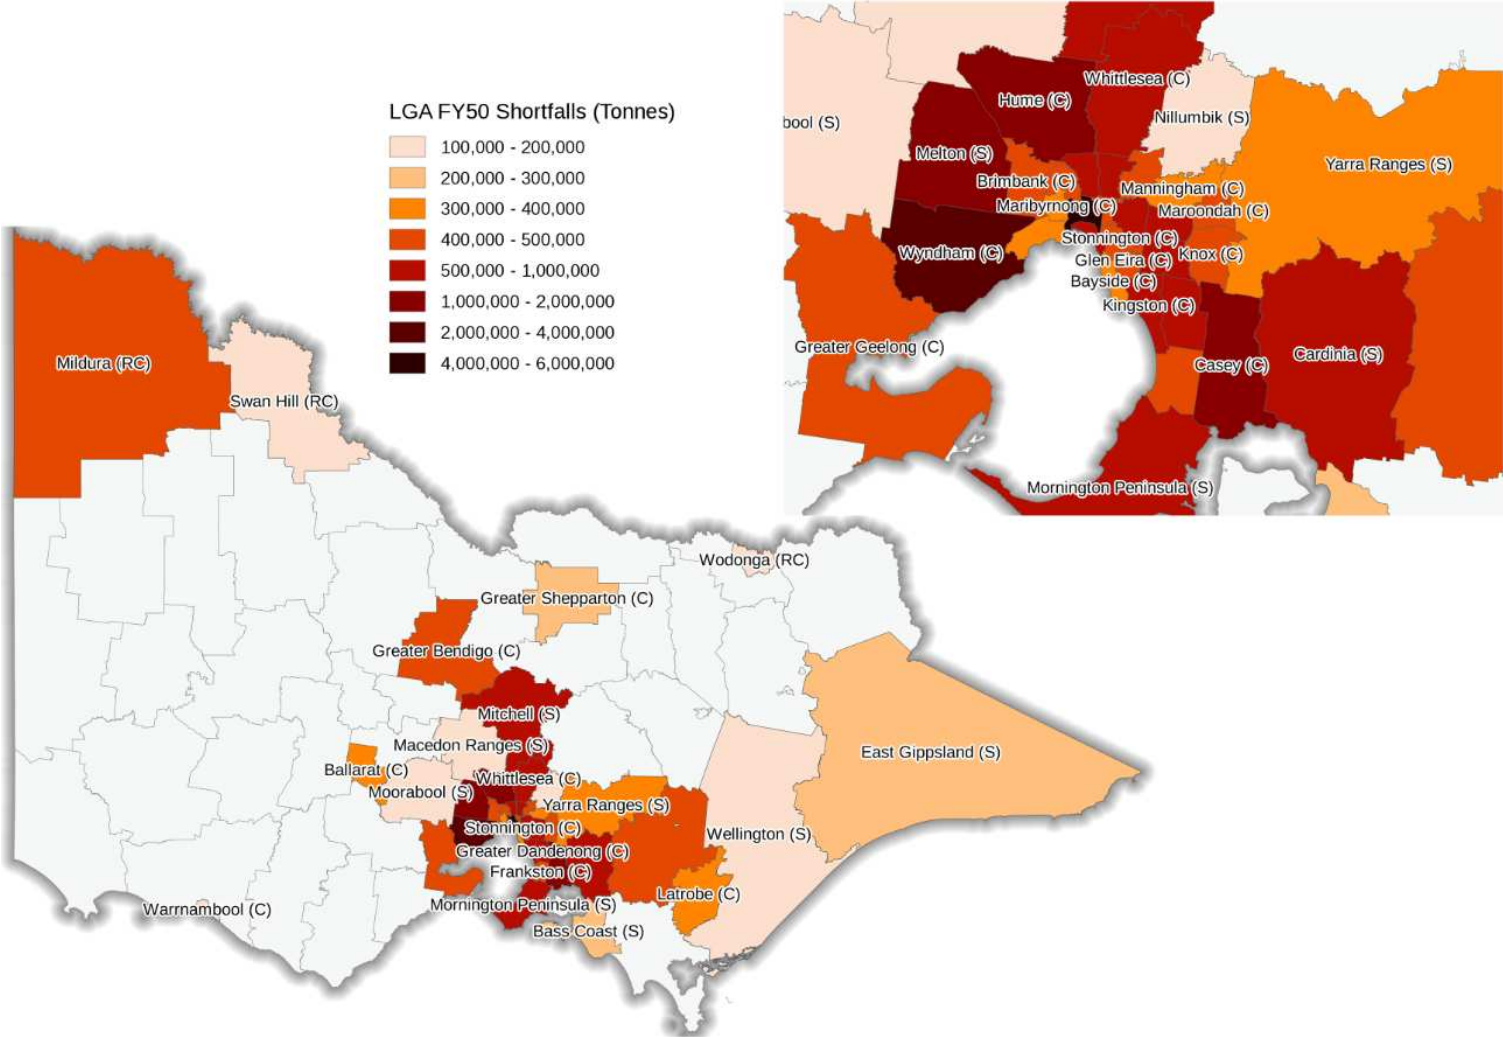 LGA FY50 Shortfalls (Tonnes)
100,000 - 200,000
200,000 - 300,000
300,000 - 400,000
400,000 - 500,000
500,000 - 1,000,000
1,000,000 - 2,000,000
2,000,000 - 4,000,000
4,000,000 - 6,000,000
Whittlesea (C)
Hume (C)
Nillumbik (S)
bool (S)
Melton (S)
Yarra Ranges (S)
Brimbank (C)
Manningham (C)
Maribyrnong (C)
Maroondah (C)
Stonnington (C)
Wyndham (C)
Knox (C)
Glen Eira (C)
Bayside (C)
Kingston (C)
Greater Geelong (C)
Cardinia (S)
Casey (C)
Mornington Peninsula (S)
Mildura (RC)
Swan Hill (RC)
Wodonga (RC)
Greater Shepparton (C)
Greater Bendigo (C)
Mitchell (S)
Macedon Ranges (S)
East Gippsland (S)
Ballarat (C)
Whittlesea (C)
Moorabool (S)
Yarra Ranges (S)
Stonnington (C)
Wellington (S)
Greater Dandenong (C)
Frankston (C)
Latrobe (C)
Mornington Peninsula (S)
Warrnambool (C)
Bass Coast (S)